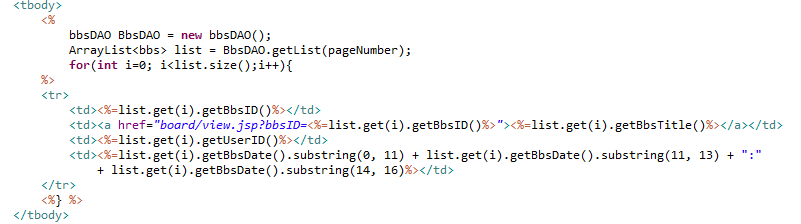 <tbody>
<%
bbsDAO BbsDAO = new bbsDAO();
ArrayList<bbs> list = BbsDAO.getList(pageNumber);
for(int i=0; i<list.size();i++){
%>
<tr>
<td><%=list.get(i).getBbsID()%></td>
<td><a href="board/view.jsp?bbsID=<%=list.get(i).getBbsID()%>"><%=list.get(i).getBbsTitle()%></a></td>
<td><%=list.get(i).getUserID()%></td>
<td><%=list.get(i).getBbsDate().substring(0, 11) + list.get(i).getBbsDate().substring(11, 13) + ":"
+ list.get(i).getBbsDate().substring(14, 16)%></td>
</tr>
<%} %>
</tbody>